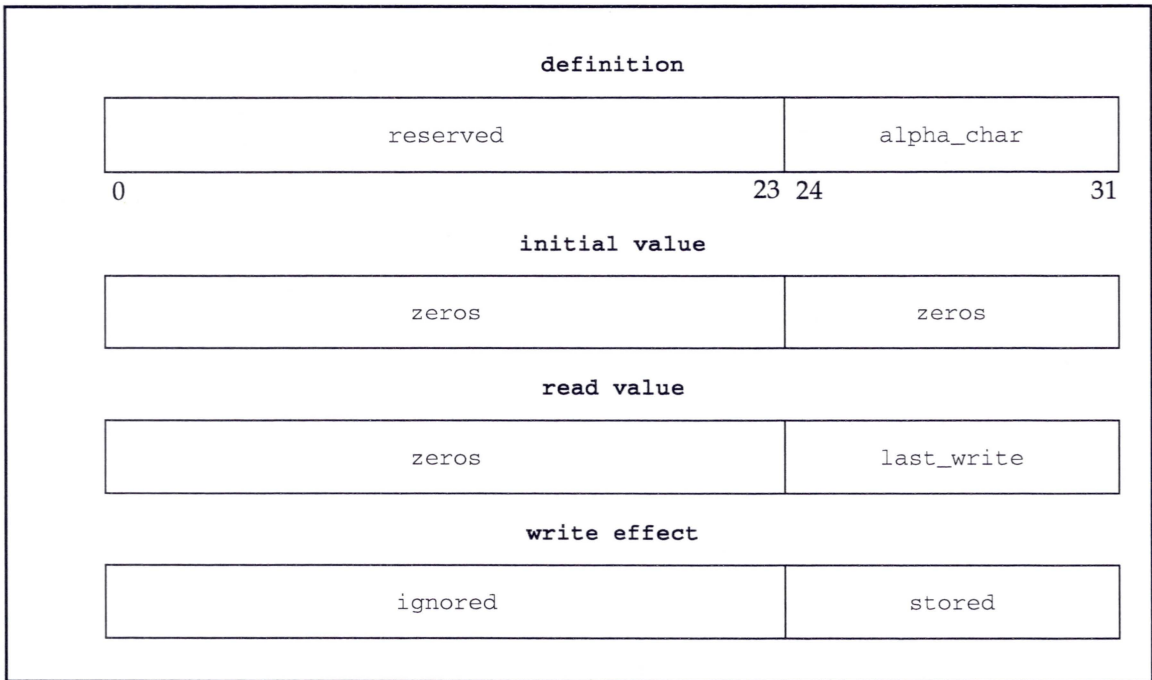 definition
reserved alpha_char
0 23 24 31
initial value
zeros zeros
read value
zeros last_write
write effect
ignored stored